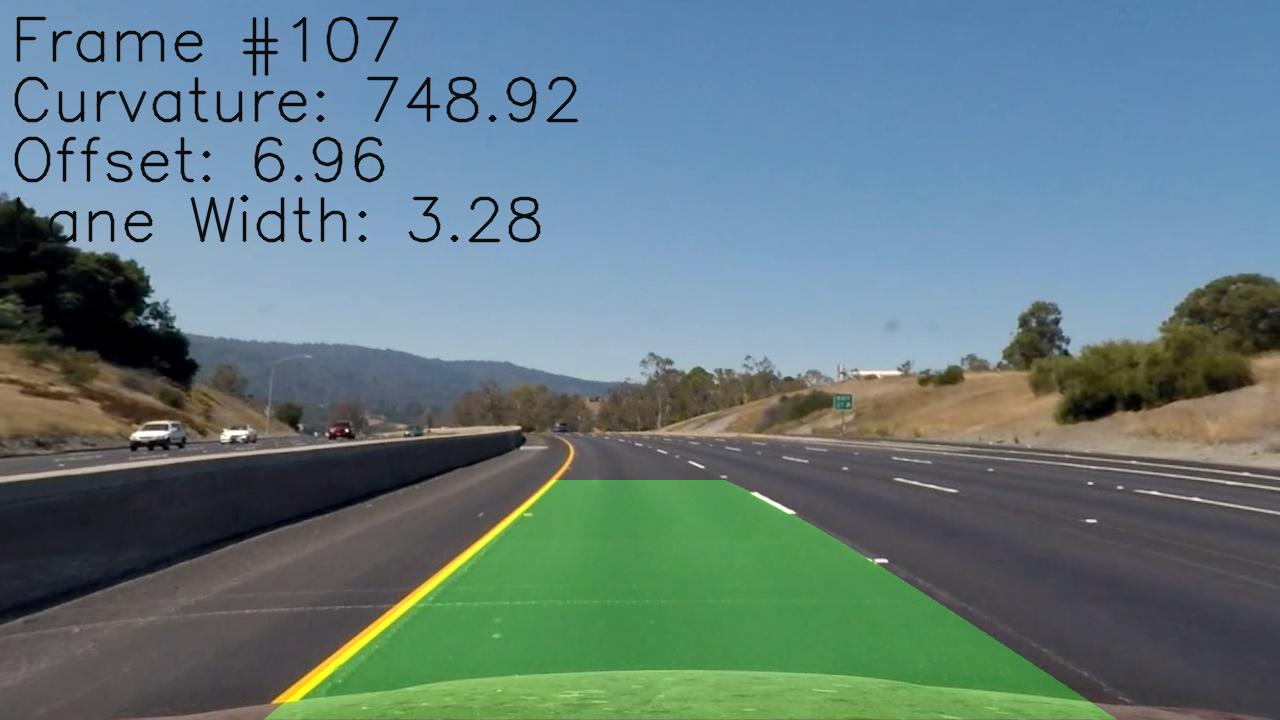 Frame #107
Curvature: 748.92
Offset: 6.96
Lane Width: 3.28